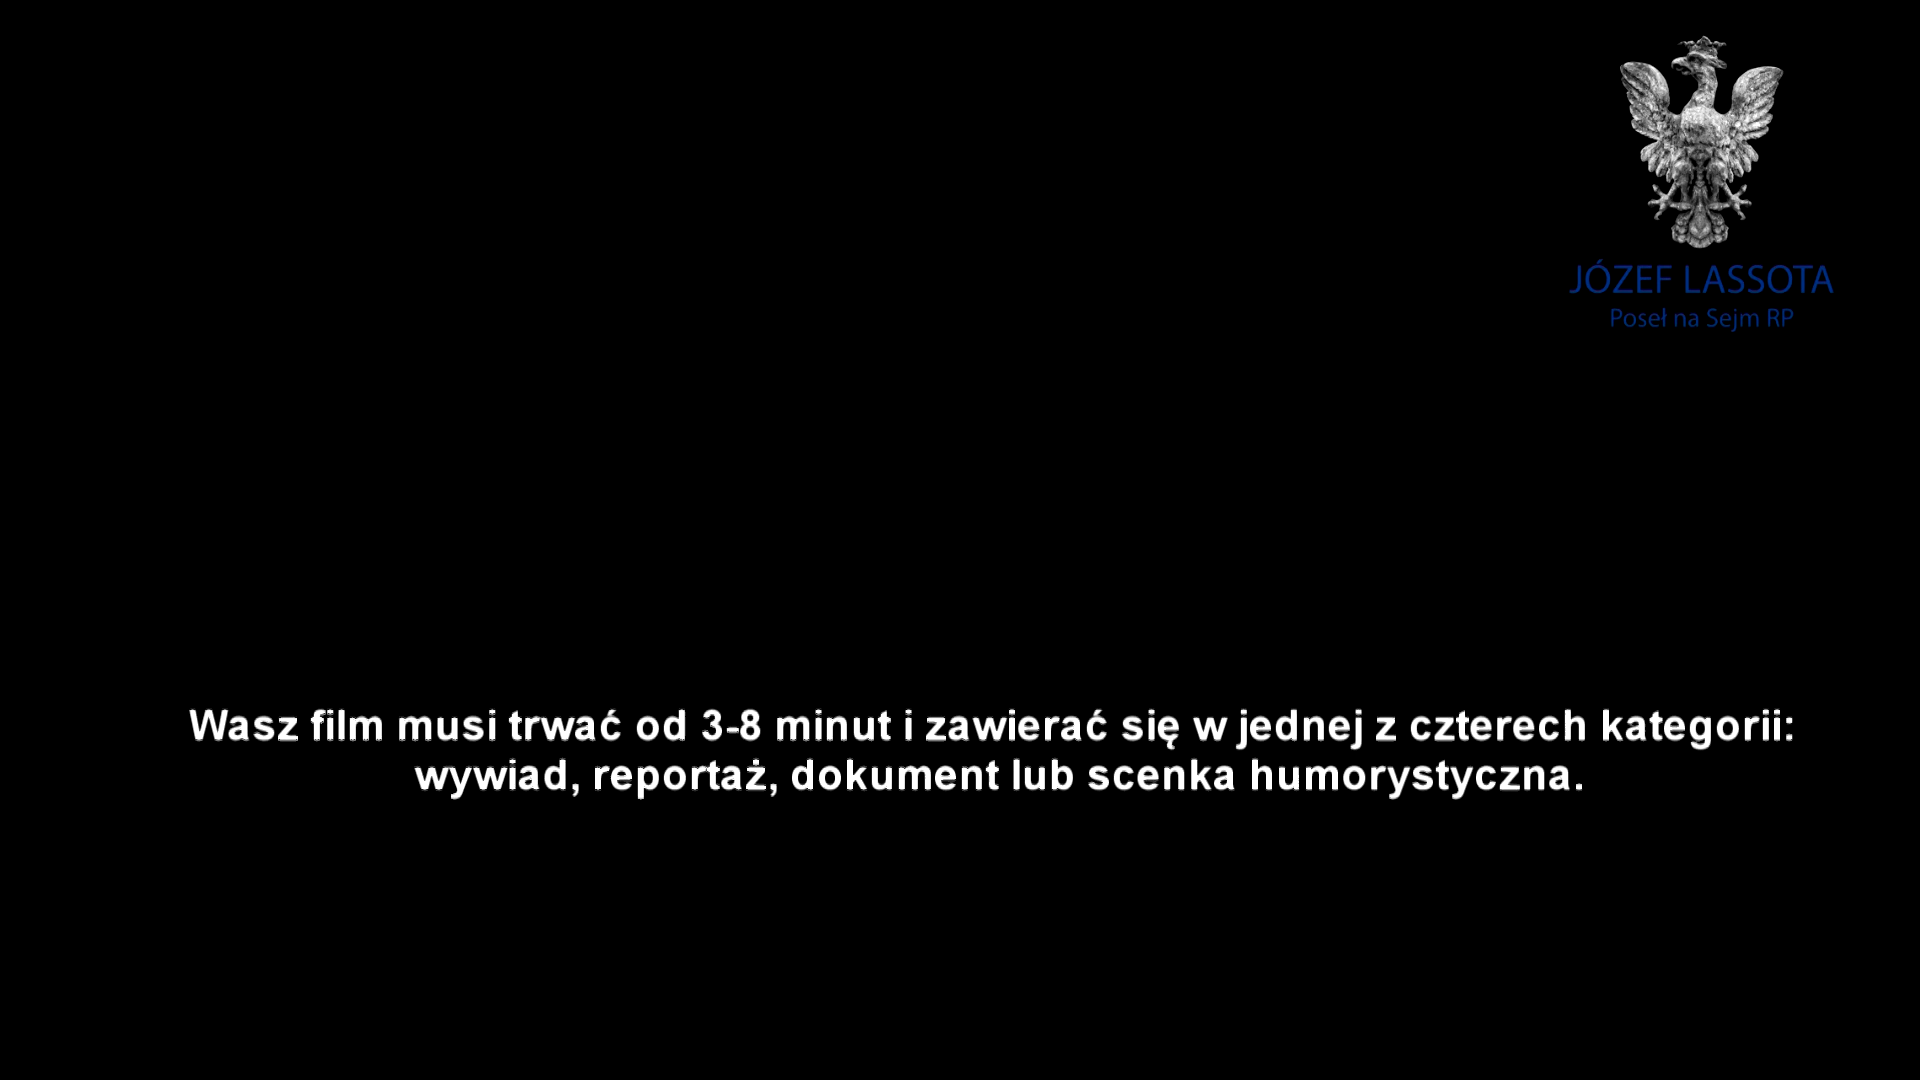 JÓZEF LASSOTA
Poseł na Sejm RP
Wasz film musi trwać od 3-8 minut i zawierać się w jednej z czterech kategorii:
wywiad, reportaż, dokument lub scenka humorystyczna.